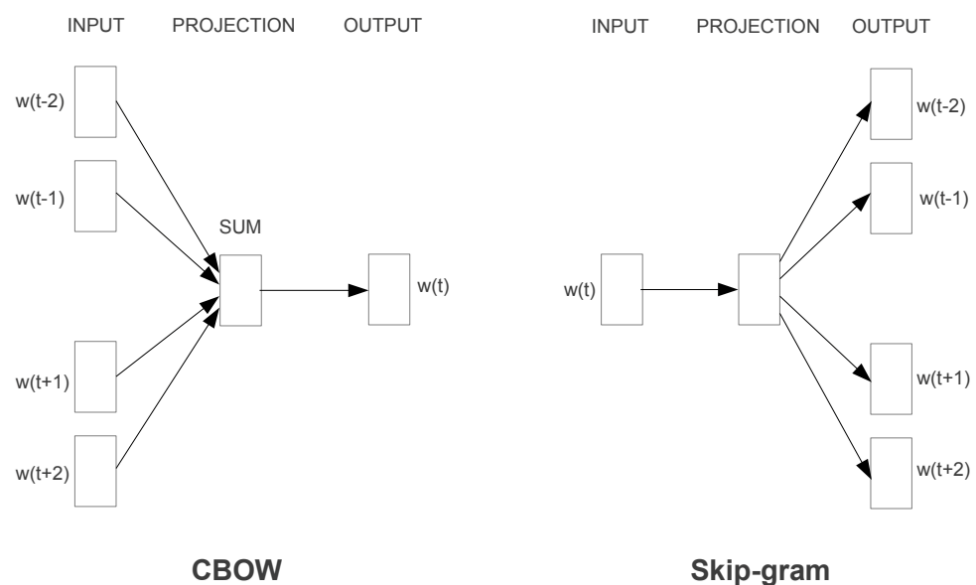 INPUT PROJECTION OUTPUT
w(t-2)
w(t-1)
SUM
w(t)
w(t+1)
w(t+2)
CBOW
INPUT PROJECTION OUTPUT
w(t-2)
w(t-1)
w(t)
w(t+1)
w(t+2)
Skip-gram